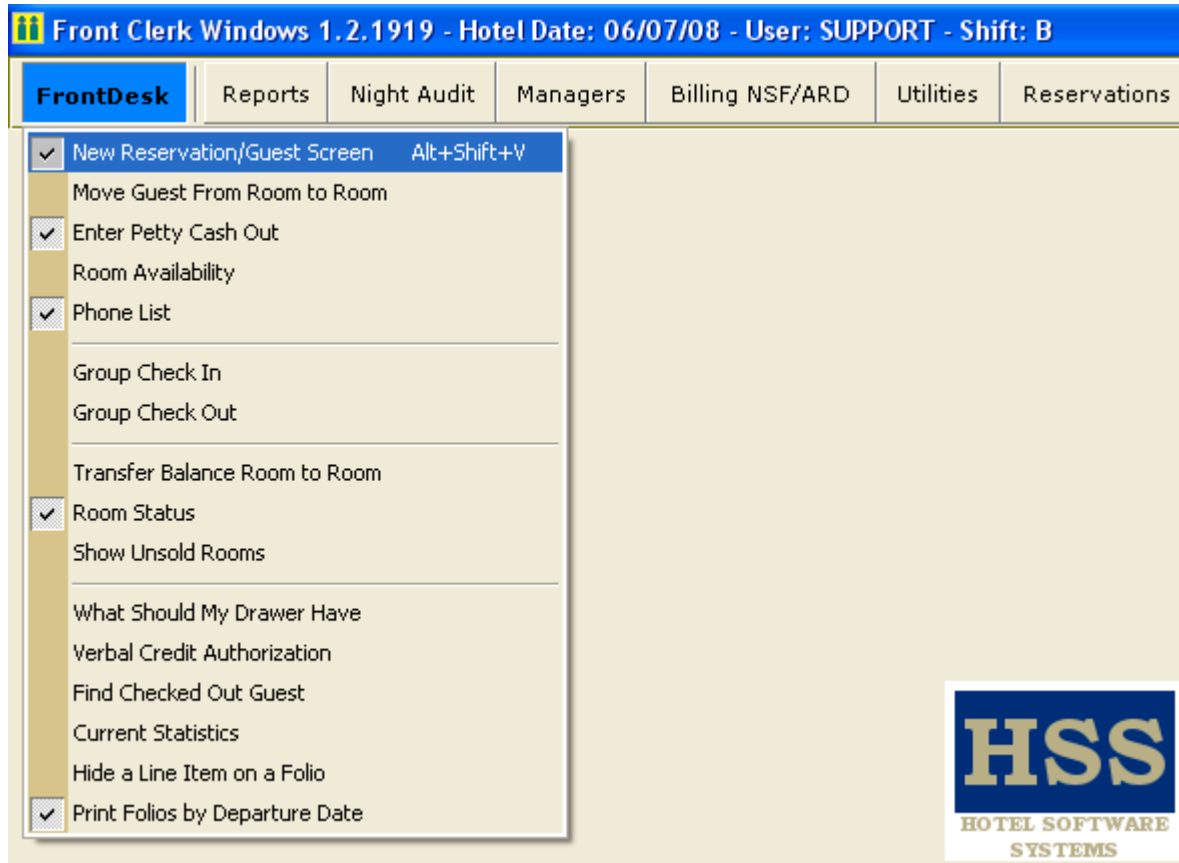 Front Clerk Windows 1.2.1919 - Hotel Date: 06/07/08 - User: SUPPORT - Shift: B
FrontDesk Reports Night Audit Managers Billing NSF/ARD Utilities Reservations
New Reservation/Guest Screen Alt+Shift+V
Move Guest From Room to Room
Enter Petty Cash Out
Room Availability
Phone List
Group Check In
Group Check Out
Transfer Balance Room to Room
Room Status
Show Unsold Rooms
What Should My Drawer Have
Verbal Credit Authorization
Find Checked Out Guest
Current Statistics
Hide a Line Item on a Folio
Print Folios by Departure Date
HSS
HOTEL SOFTWARE
SYSTEMS